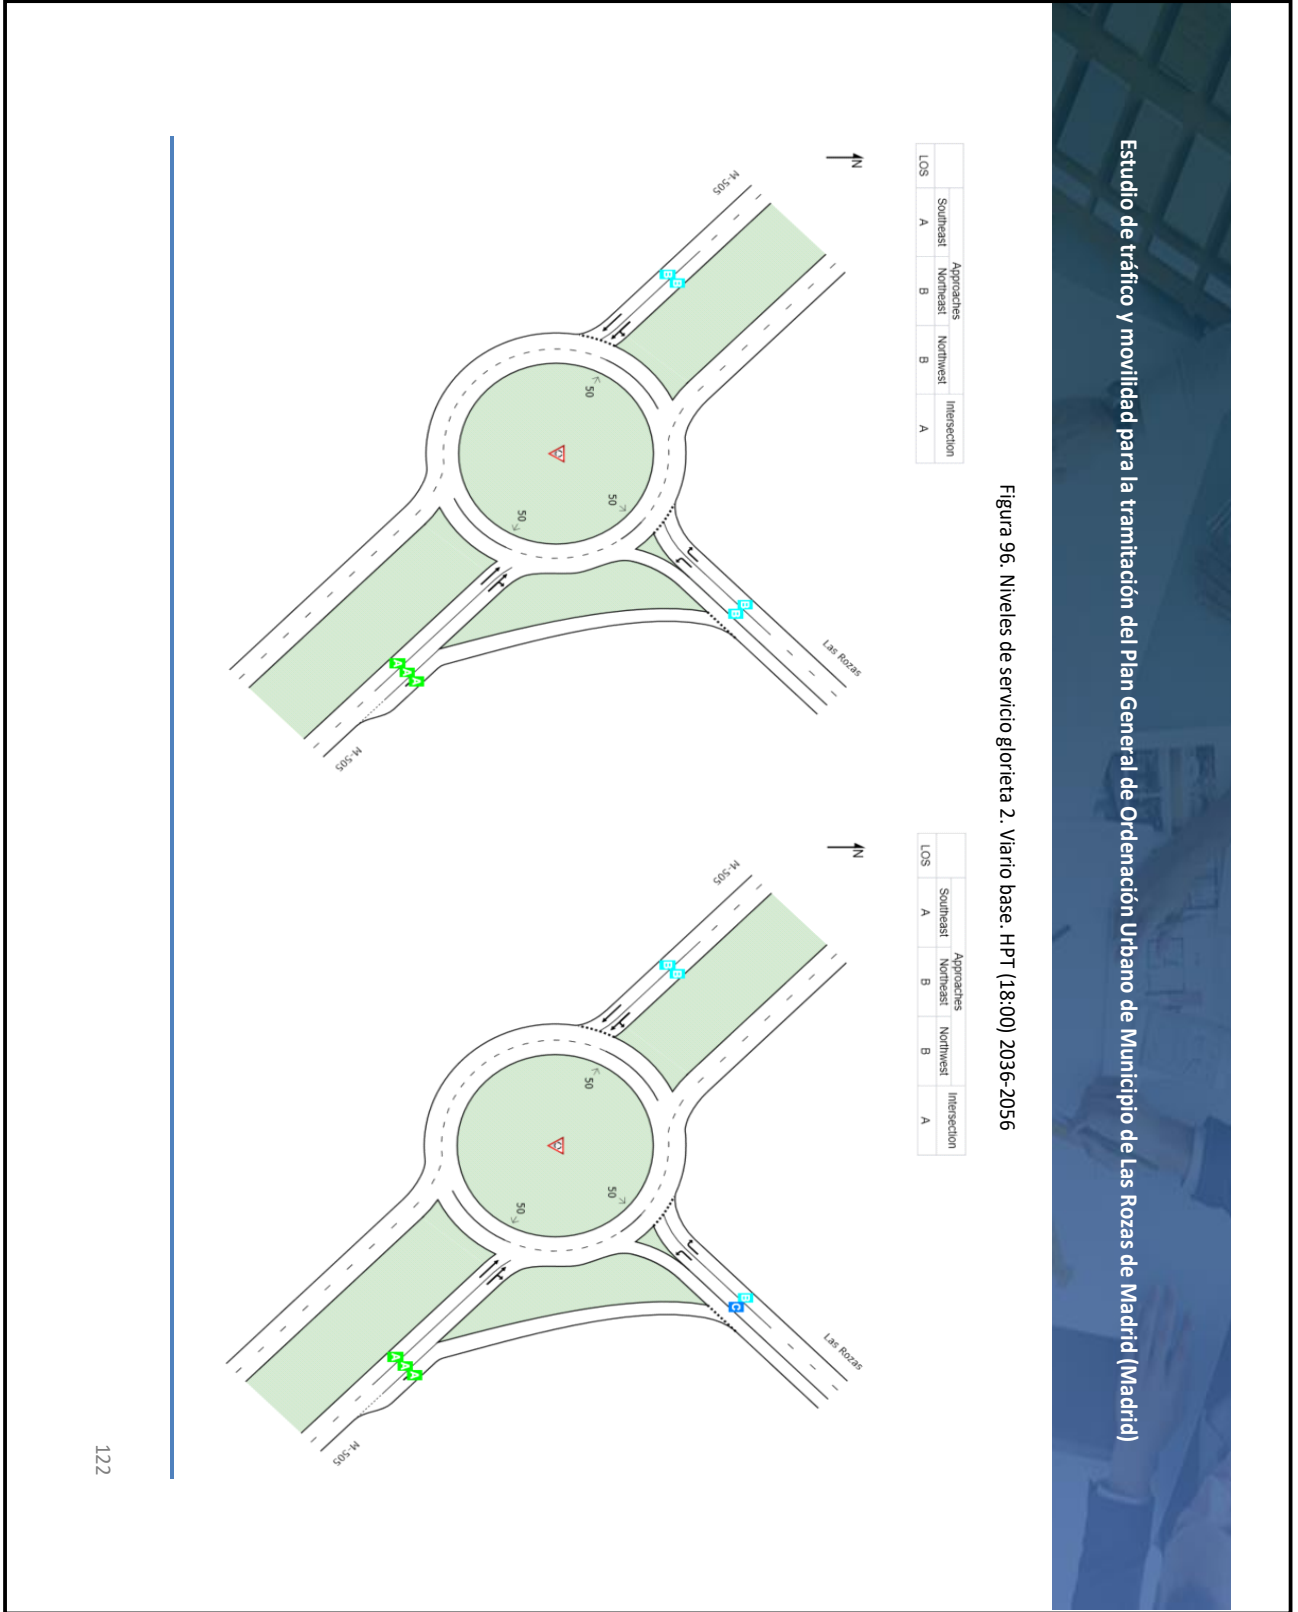 Estudio de tráfico y movilidad para la tramitación del Plan General de Ordenación Urbano de Municipio de Las Rozas de Madrid (Madrid)
Figura 96. Niveles de servicio glorieta 2. Viario base. HPT (18:00) 2036-2056
Approaches Intersection
Southeast Northeast Northwest
LOS A B B A
N
M-505
B
B
50
50
50
B
B
Las Rozas
A
A
A
M-505
Approaches Intersection
Southeast Northeast Northwest
LOS A B B A
N
M-505
B
B
50
50
50
B
C
Las Rozas
A
A
A
M-505
122